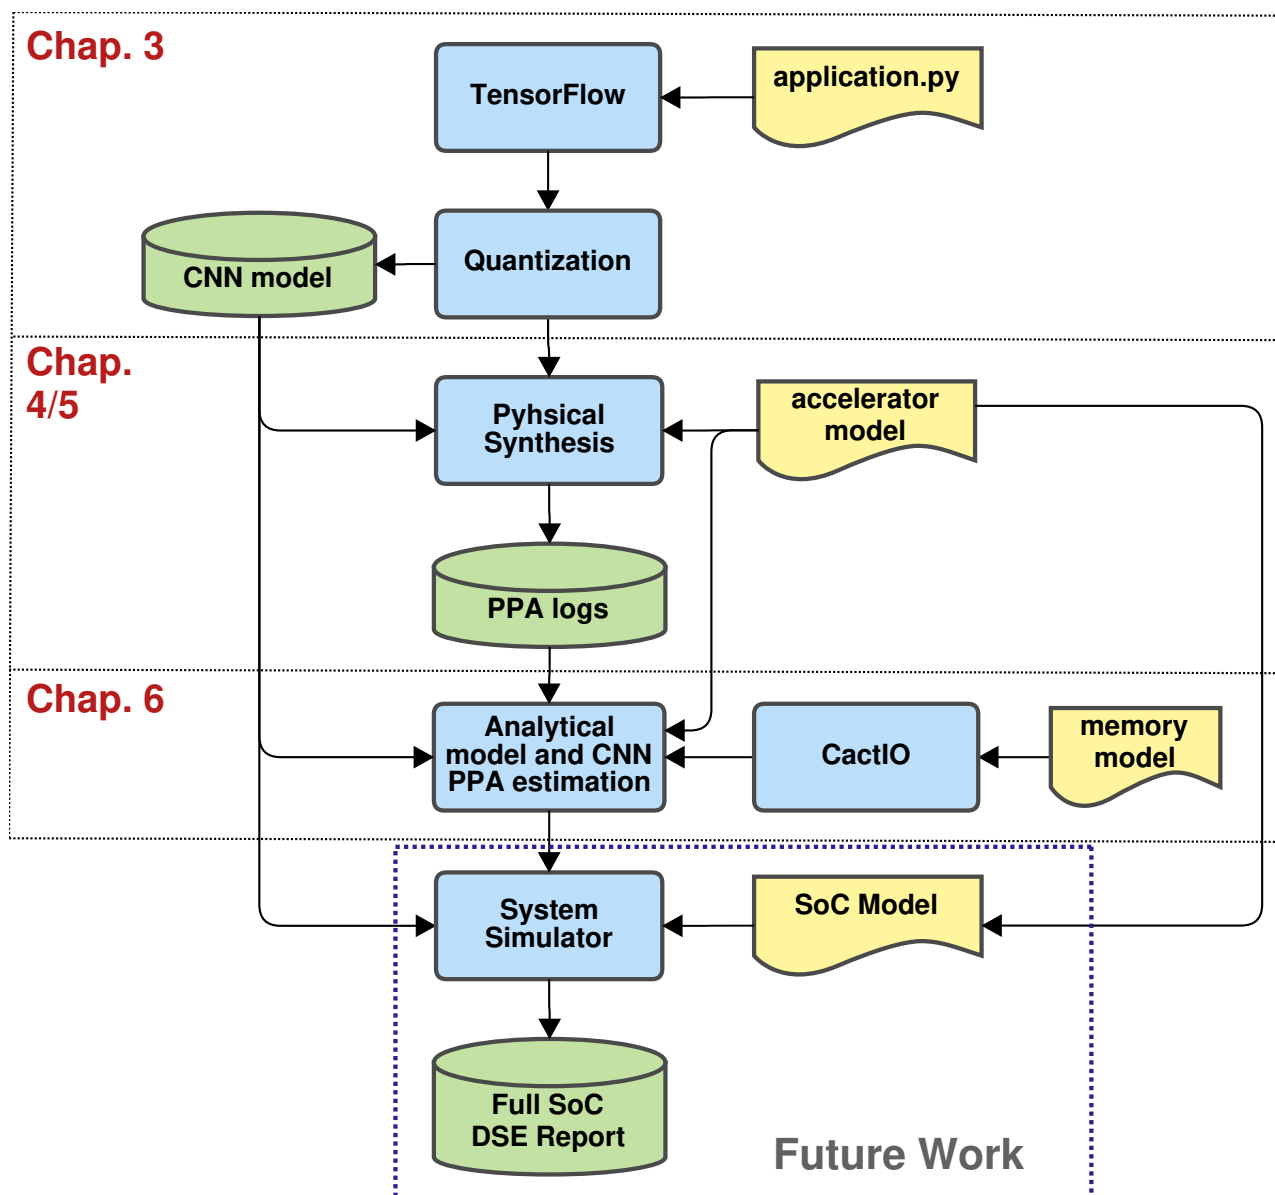 Chap. 3
TensorFlow
application.py
CNN model
Quantization
Chap.
4/5
Pyhsical
Synthesis
accelerator
model
PPA logs
Chap. 6
Analytical
model and CNN
PPA estimation
CactIO
memory
model
System
Simulator
SoC Model
Full SoC
DSE Report
Future Work